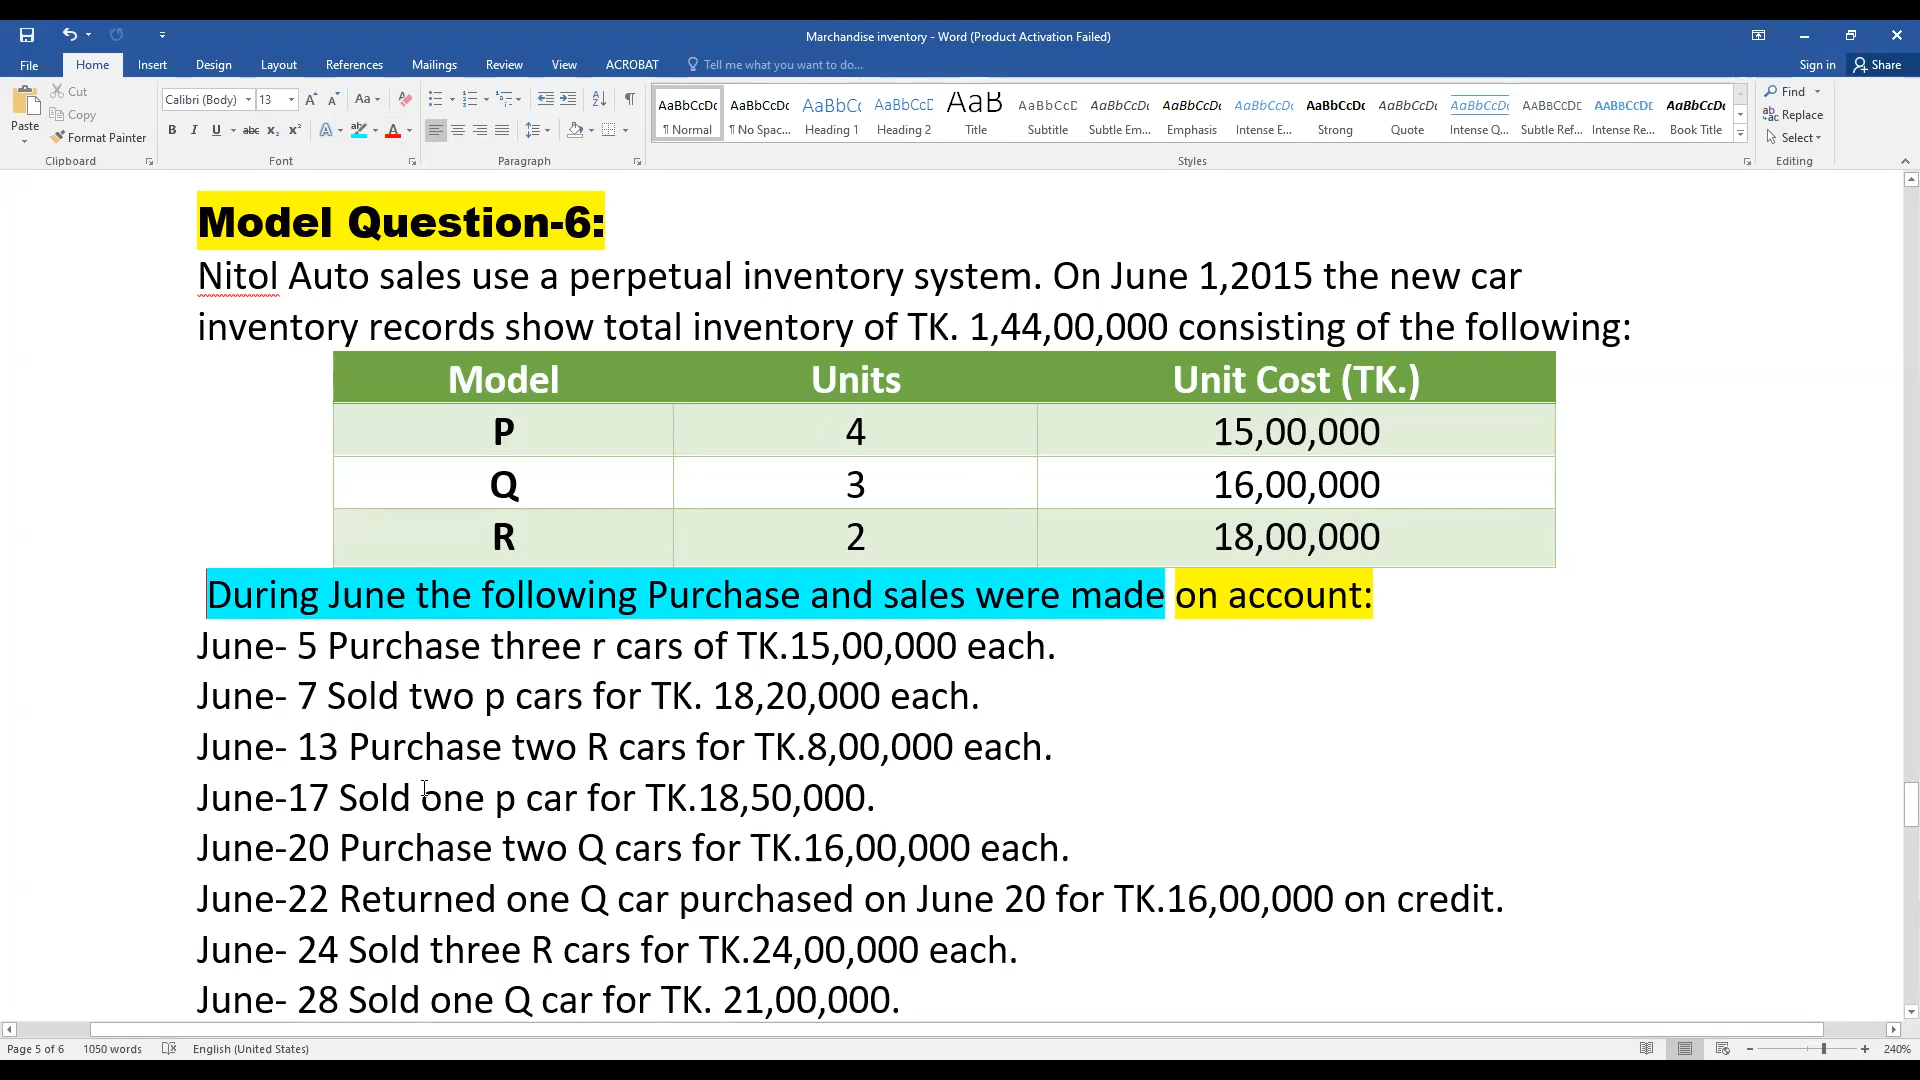 Marchandise inventory - Word (Product Activation Failed)
File Home Insert Design Layout References Mailings Review View ACROBAT Tell me what you want to do... Sign in Share
Paste
Cut
Copy
Format Painter
Clipboard
Calibri (Body) 13
Font
Paragraph
AaBbCcDc AaBbCcDc AaBbCc AaBbCcD AaB AaBbCcD AaBbCcDc AaBbCcDc AaBbCcDc AaBbCcDc AaBbCcDc AaBbCcDc AABBCCDD AABBCCDD AaBbCcDc
¶ Normal ¶ No Spac... Heading 1 Heading 2 Title Subtitle Subtle Em... Emphasis Intense E... Strong Quote Intense Q... Subtle Ref... Intense Re... Book Title
Styles
Find
Replace
Select
Editing
Model Question-6:
Nitol Auto sales use a perpetual inventory system. On June 1,2015 the new car
inventory records show total inventory of TK. 1,44,00,000 consisting of the following:
Model Units Unit Cost (TK.)
P 4 15,00,000
Q 3 16,00,000
R 2 18,00,000
During June the following Purchase and sales were made on account:
June- 5 Purchase three r cars of TK.15,00,000 each.
June- 7 Sold two p cars for TK. 18,20,000 each.
June- 13 Purchase two R cars for TK.8,00,000 each.
June-17 Sold one p car for TK.18,50,000.
June-20 Purchase two Q cars for TK.16,00,000 each.
June-22 Returned one Q car purchased on June 20 for TK.16,00,000 on credit.
June- 24 Sold three R cars for TK.24,00,000 each.
June- 28 Sold one Q car for TK. 21,00,000.
Page 5 of 6 1050 words English (United States) 240%